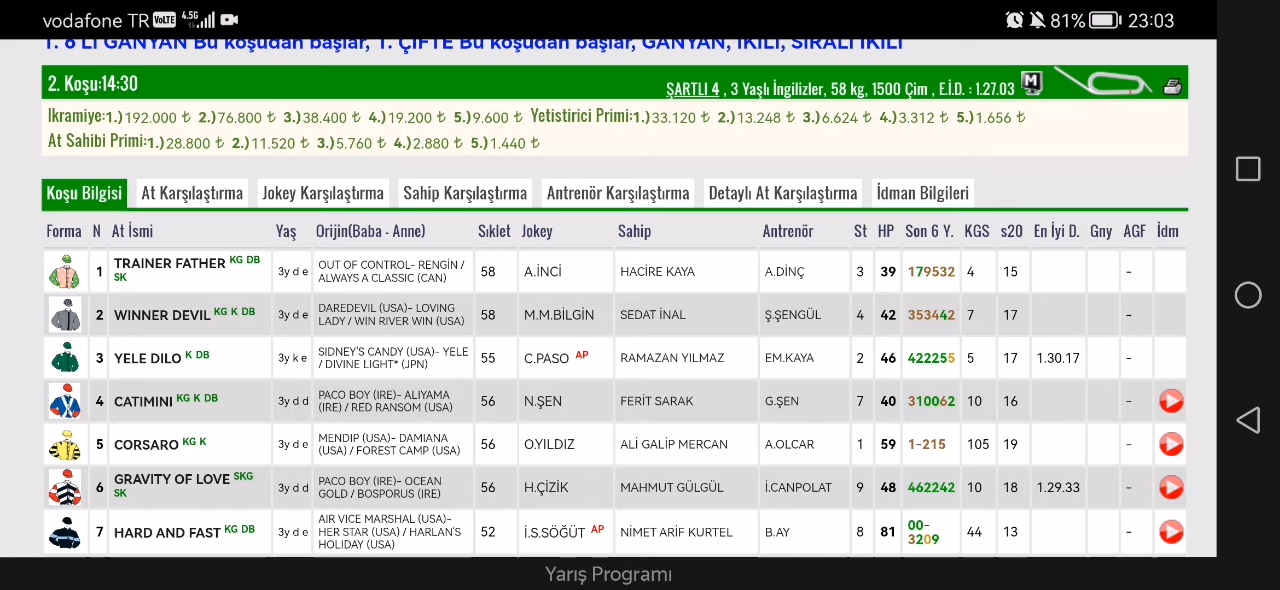 vodafone TR VoLTE 4.5G 81% 23:03
1. 6'LI GANYAN Bu koşudan başlar, 1. ÇİFTE Bu koşudan başlar, GANYAN, İKİLİ, SIRALI İKİLİ
2. Koşu:14:30
ŞARTLI 4 , 3 Yaşlı İngilizler, 58 kg, 1500 Çim , E.İ.D. : 1.27.03 M
Ikramiye:1.)192.000 ₺ 2.)76.800 ₺ 3.)38.400 ₺ 4.)19.200 ₺ 5.)9.600 ₺ Yetistirici Primi:1.)33.120 ₺ 2.)13.248 ₺ 3.)6.624 ₺ 4.)3.312 ₺ 5.)1.656 ₺
At Sahibi Primi:1.)28.800 ₺ 2.)11.520 ₺ 3.)5.760 ₺ 4.)2.880 ₺ 5.)1.440 ₺
Koşu Bilgisi At Karşılaştırma Jokey Karşılaştırma Sahip Karşılaştırma Antrenör Karşılaştırma Detaylı At Karşılaştırma İdman Bilgileri
Forma N At İsmi Yaş Orijin(Baba - Anne) Sıklet Jokey Sahip Antrenör St HP Son 6 Y. KGS s20 En İyi D. Gny AGF İdm
1 TRAINER FATHER KG DB SK 3y d e OUT OF CONTROL- RENGİN / ALWAYS A CLASSIC (CAN) 58 A.İNCİ HACİRE KAYA A.DİNÇ 3 39 179532 4 15 -
2 WINNER DEVIL KG K DB 3y d e DAREDEVIL (USA)- LOVING LADY / WIN RIVER WIN (USA) 58 M.M.BİLGİN SEDAT İNAL Ş.ŞENGÜL 4 42 353442 7 17 -
3 YELE DILO K DB 3y k e SIDNEY'S CANDY (USA)- YELE / DIVINE LIGHT* (JPN) 55 C.PASO AP RAMAZAN YILMAZ EM.KAYA 2 46 422255 5 17 1.30.17 -
4 CATIMINI KG K DB 3y d d PACO BOY (IRE)- ALIYAMA (IRE) / RED RANSOM (USA) 56 N.ŞEN FERİT SARAK G.ŞEN 7 40 310062 10 16 -
5 CORSARO KG K 3y d e MENDIP (USA)- DAMIANA (USA) / FOREST CAMP (USA) 56 O.YILDIZ ALİ GALİP MERCAN A.OLCAR 1 59 1-215 105 19 -
6 GRAVITY OF LOVE SKG SK 3y d d PACO BOY (IRE)- OCEAN GOLD / BOSPORUS (IRE) 56 H.ÇİZİK MAHMUT GÜLGÜL İ.CANPOLAT 9 48 462242 10 18 1.29.33 -
7 HARD AND FAST KG DB 3y d e AIR VICE MARSHAL (USA)- HER STAR (USA) / HARLAN'S HOLIDAY (USA) 52 İ.S.SÖĞÜT AP NİMET ARİF KURTEL B.AY 8 81 00-3209 44 13 -
Yarış Programı